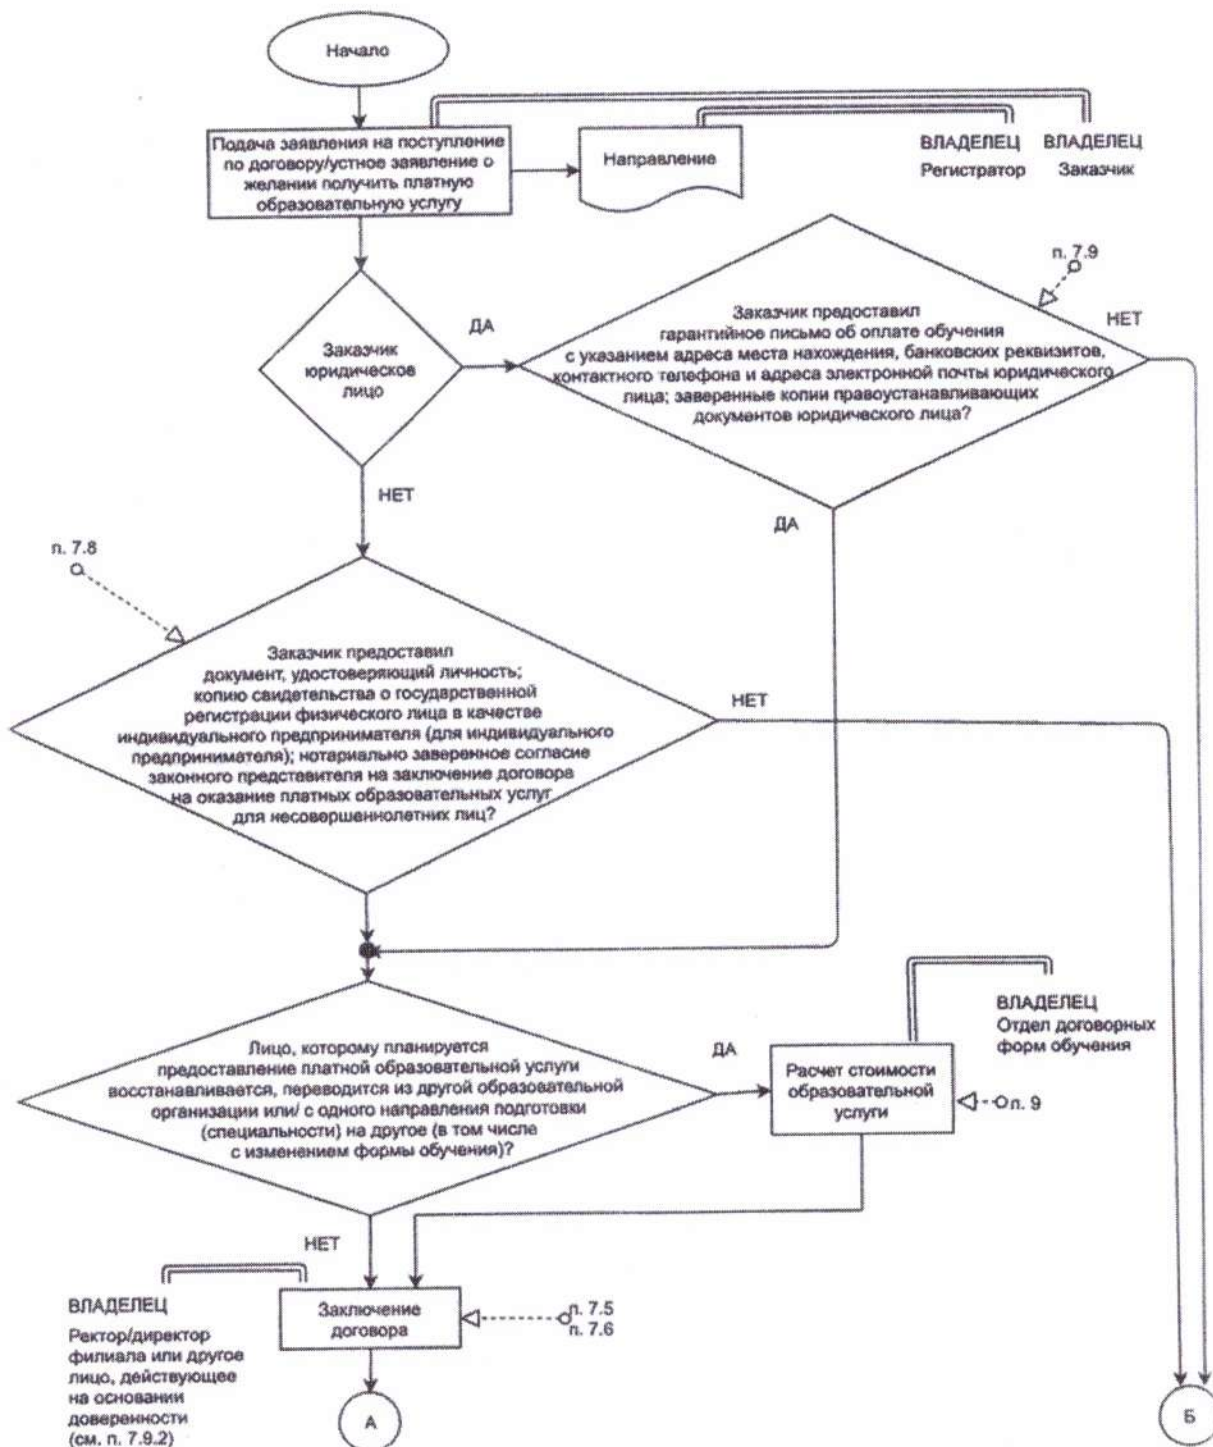 Начало
Подача заявления на поступление
по договору/устное заявление о
желании получить платную
образовательную услугу
Направление
ВЛАДЕЛЕЦ
Регистратор
ВЛАДЕЛЕЦ
Заказчик
Заказчик
юридическое
лицо
ДА
п. 7.9
Заказчик предоставил
гарантийное письмо об оплате обучения
с указанием адреса места нахождения, банковских реквизитов,
контактного телефона и адреса электронной почты юридического
лица; заверенные копии правоустанавливающих
документов юридического лица?
НЕТ
НЕТ
ДА
п. 7.8
Заказчик предоставил
документ, удостоверяющий личность;
копию свидетельства о государственной
регистрации физического лица в качестве
индивидуального предпринимателя (для индивидуального
предпринимателя); нотариально заверенное согласие
законного представителя на заключение договора
на оказание платных образовательных услуг
для несовершеннолетних лиц?
НЕТ
Лицо, которому планируется
предоставление платной образовательной услуги
восстанавливается, переводится из другой образовательной
организации или/ с одного направления подготовки
(специальности) на другое (в том числе
с изменением формы обучения)?
ДА
Расчет стоимости
образовательной
услуги
ВЛАДЕЛЕЦ
Отдел договорных
форм обучения
п. 9
НЕТ
ВЛАДЕЛЕЦ
Ректор/директор
филиала или другое
лицо, действующее
на основании
доверенности
(см. п. 7.9.2)
Заключение
договора
п. 7.5
п. 7.6
А
Б